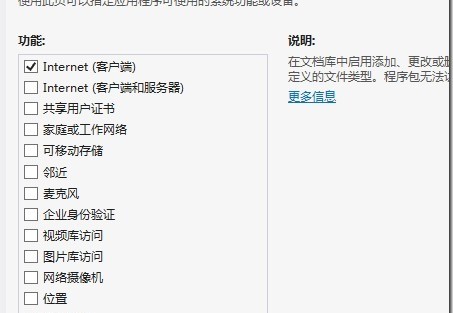 使用此页可以指定应用程序可使用的系统功能或设备。
功能:
Internet (客户端)
Internet (客户端和服务器)
共享用户证书
家庭或工作网络
可移动存储
邻近
麦克风
企业身份验证
视频库访问
图片库访问
网络摄像机
位置
说明:
在文档库中启用添加、更改或删
定义的文件类型。程序包无法访
更多信息